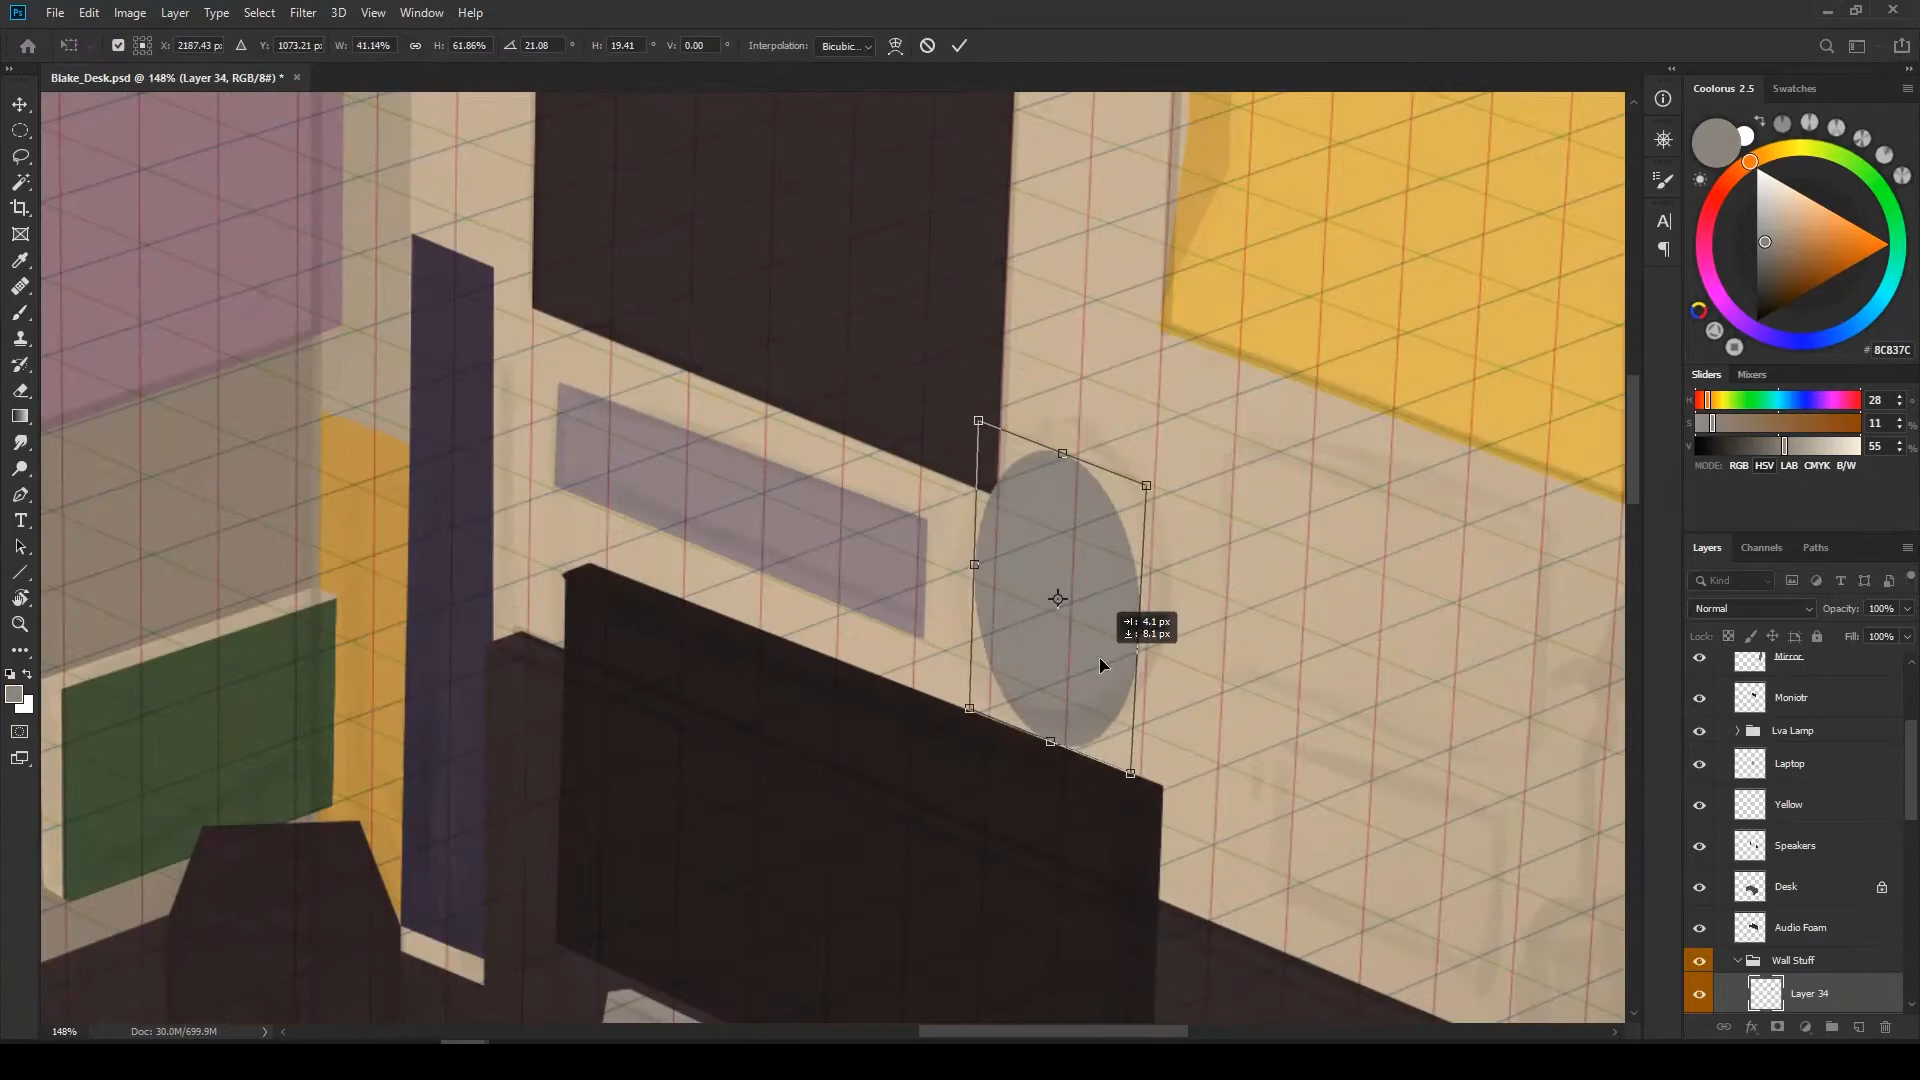 Ps File Edit Image Layer Type Select Filter 3D View Window Help
X: 2187.43 px Y: 1073.21 px W: 41.14% H: 61.86% 21.08 ° H: 19.41 ° V: 0.00 ° Interpolation: Bicubic...
Blake_Desk.psd @ 148% (Layer 34, RGB/8#) * ×
Coolorus 2.5 Swatches
# 8C837C
Sliders Mixers
H 28 °
S 11 %
V 55 %
MODE: RGB HSV LAB CMYK B/W
Layers Channels Paths
Kind
Normal Opacity: 100%
Lock: Fill: 100%
Mirror
Moniotr
Lva Lamp
Laptop
Yellow
Speakers
Desk
Audio Foam
Wall Stuff
Layer 34
: 4.1 px
: 8.1 px
148% Doc: 30.0M/699.9M